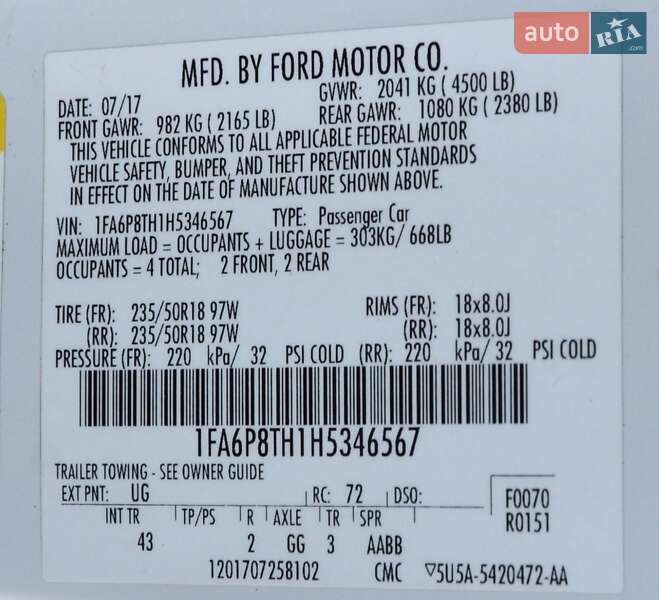 auto RIA
.com
MFD. BY FORD MOTOR CO.
DATE: 07/17 GVWR: 2041 KG ( 4500 LB)
FRONT GAWR: 982 KG ( 2165 LB) REAR GAWR: 1080 KG ( 2380 LB)
THIS VEHICLE CONFORMS TO ALL APPLICABLE FEDERAL MOTOR
VEHICLE SAFETY, BUMPER, AND THEFT PREVENTION STANDARDS
IN EFFECT ON THE DATE OF MANUFACTURE SHOWN ABOVE.
VIN: 1FA6P8TH1H5346567 TYPE: Passenger Car
MAXIMUM LOAD = OCCUPANTS + LUGGAGE = 303KG/ 668LB
OCCUPANTS = 4 TOTAL; 2 FRONT, 2 REAR
TIRE (FR): 235/50R18 97W RIMS (FR): 18x8.0J
(RR): 235/50R18 97W (RR): 18x8.0J
PRESSURE (FR): 220 kPa/ 32 PSI COLD (RR): 220 kPa/ 32 PSI COLD
1FA6P8TH1H5346567
TRAILER TOWING - SEE OWNER GUIDE
EXT PNT: UG RC: 72 DSO: F0070
INT TR TP/PS R AXLE TR SPR R0151
43 2 GG 3 AABB
1201707258102 CMC ▽5U5A-5420472-AA